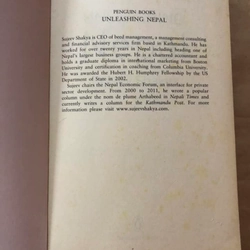 PENGUIN BOOKS
UNLEASHING NEPAL
Sujeev Shakya is CEO of beed management, a management consulting
and financial advisory services firm based in Kathmandu. He has
worked for over twenty years in Nepal including heading one of
Nepal's largest business groups. He is a chartered accountant and
holds a graduate diploma in international marketing from Boston
University and certification in coaching from Columbia University.
He was awarded the Hubert H. Humphrey Fellowship by the US
Department of State in 2002.
Sujeev chairs the Nepal Economic Forum, an interface for private
sector development. From 2000 to 2011, he wrote a popular
column under the nom de plume Arthabeed in Nepali Times and
currently writes a column for the Kathmandu Post. For more
information please visit www.sujeevshakya.com.